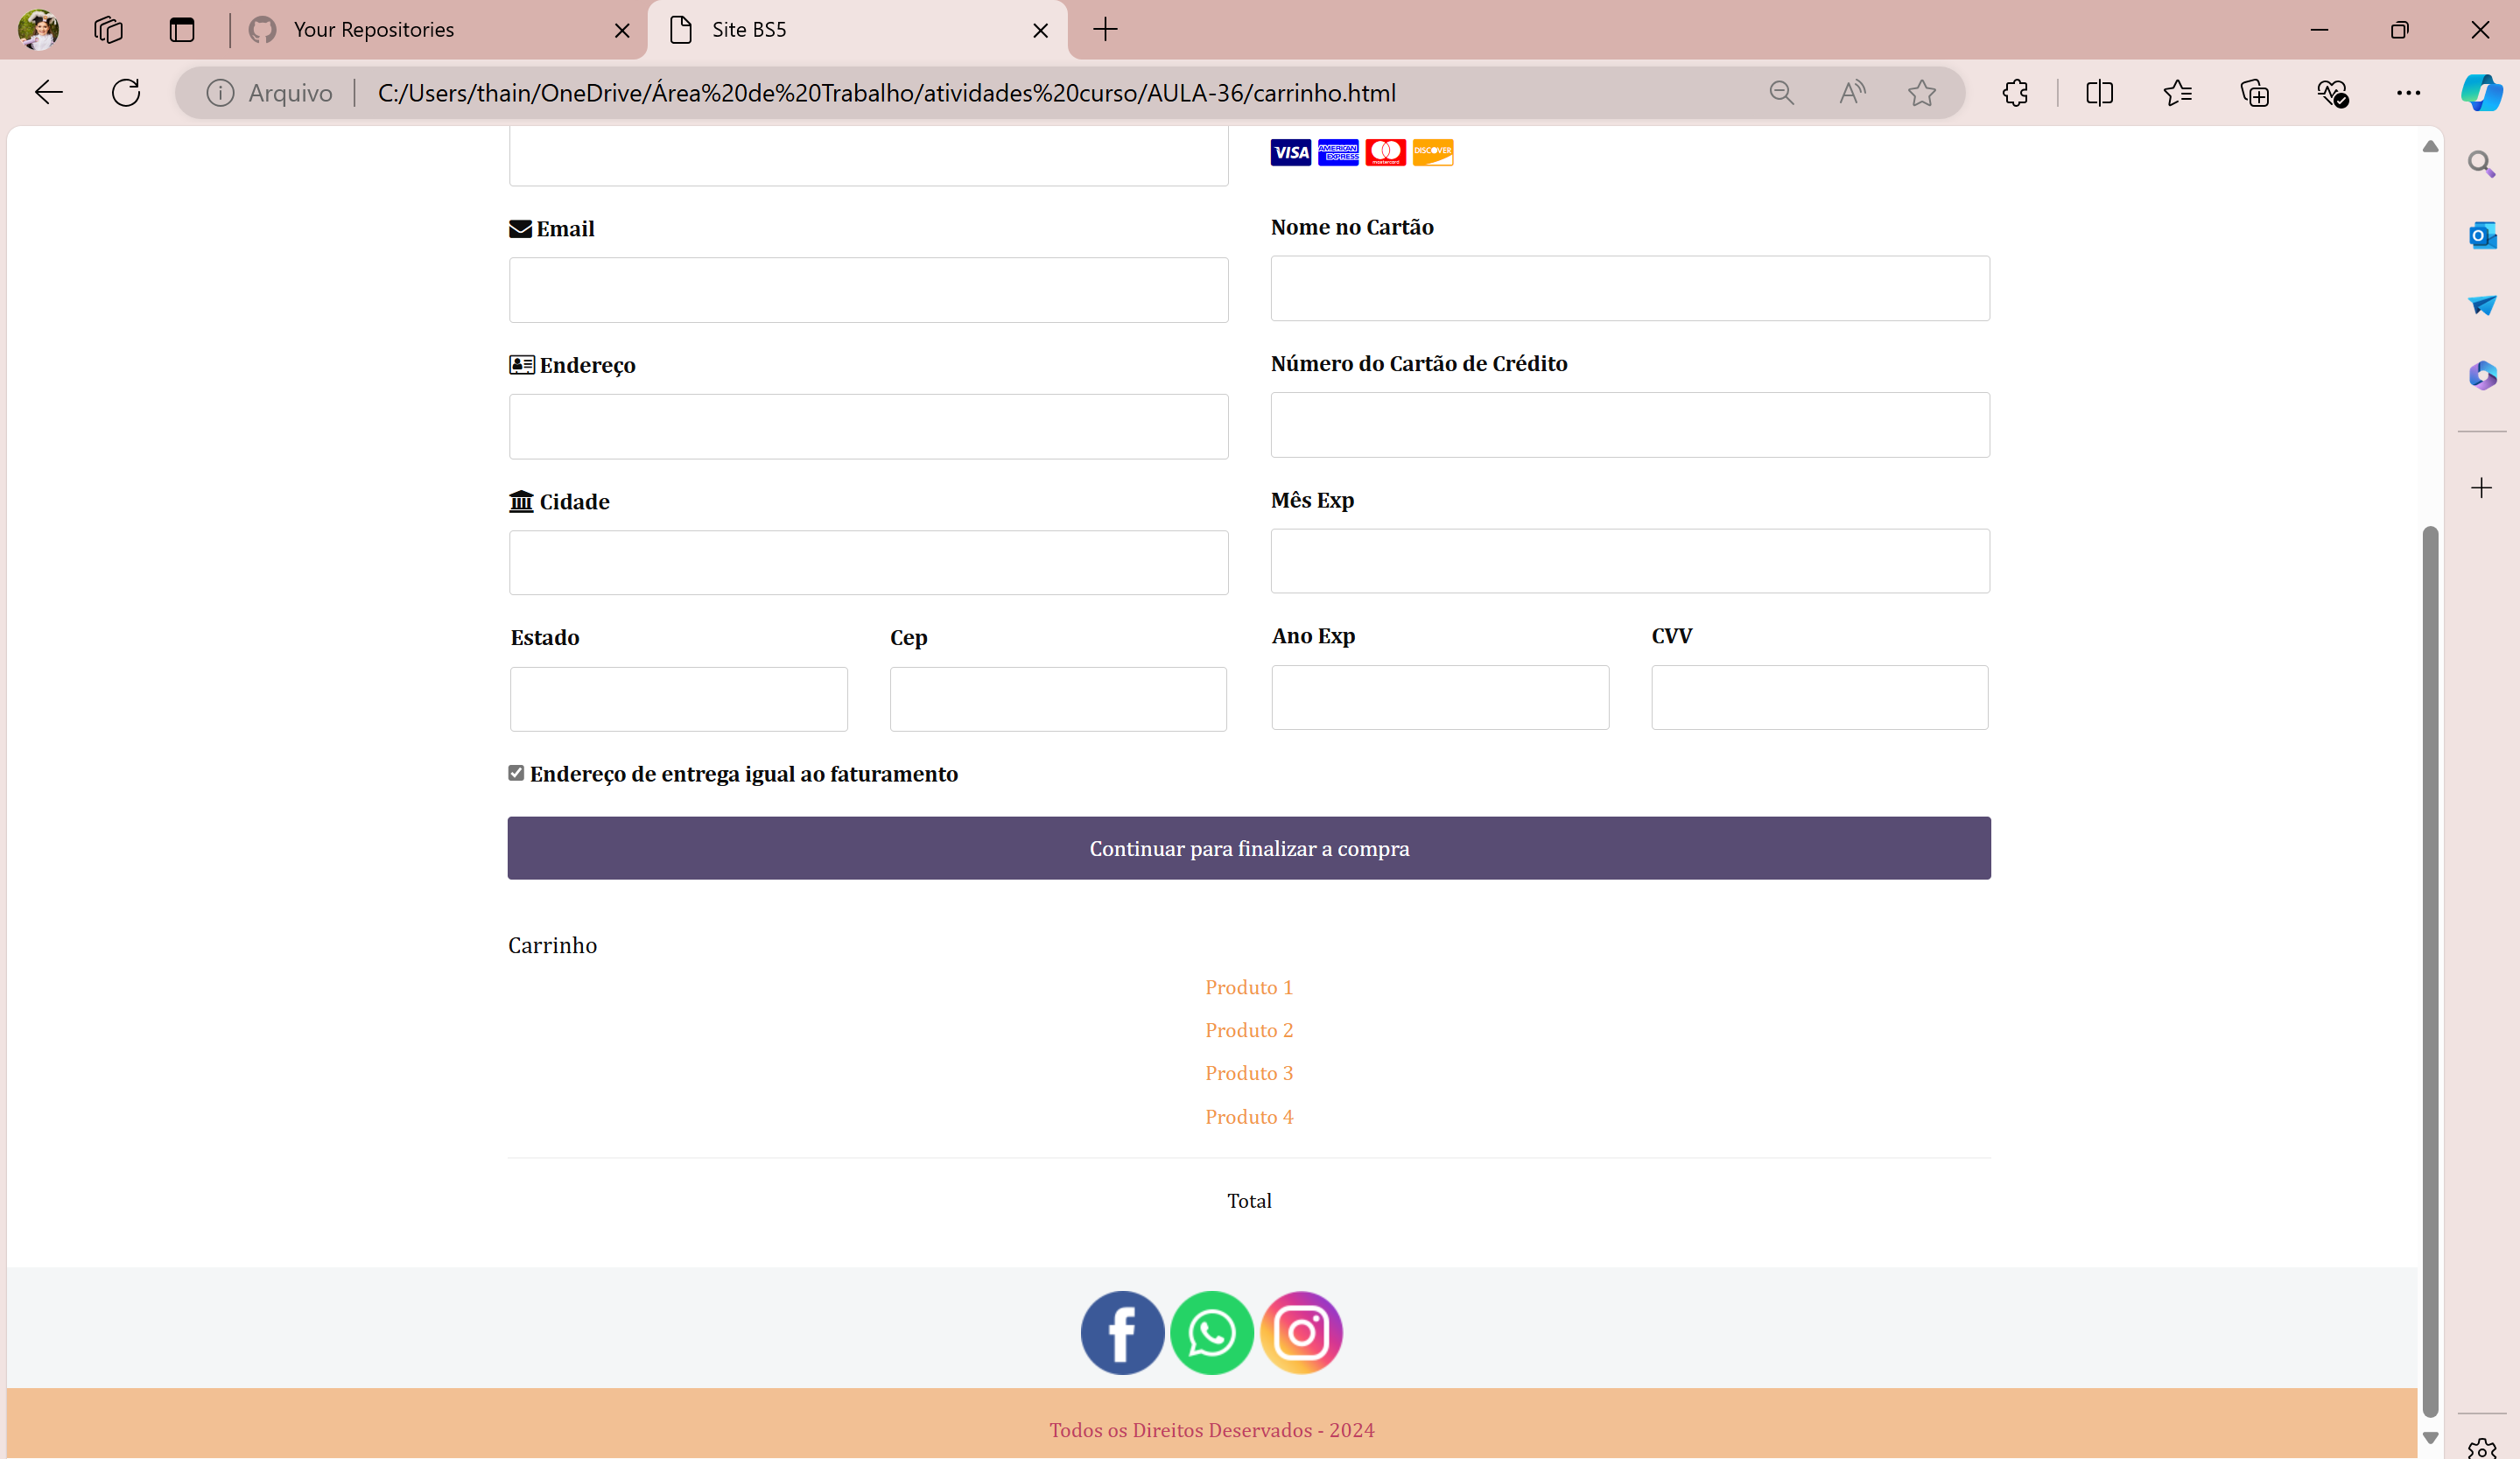 Your Repositories
Site BS5
Arquivo
C:/Users/thain/OneDrive/Área%20de%20Trabalho/atividades%20curso/AULA-36/carrinho.html
VISA AMERICAN EXPRESS mastercard DISCOVER
Email
Nome no Cartão
Endereço
Número do Cartão de Crédito
Cidade
Mês Exp
Estado
Cep
Ano Exp
CVV
Endereço de entrega igual ao faturamento
Continuar para finalizar a compra
Carrinho
Produto 1
Produto 2
Produto 3
Produto 4
Total
Todos os Direitos Deservados - 2024